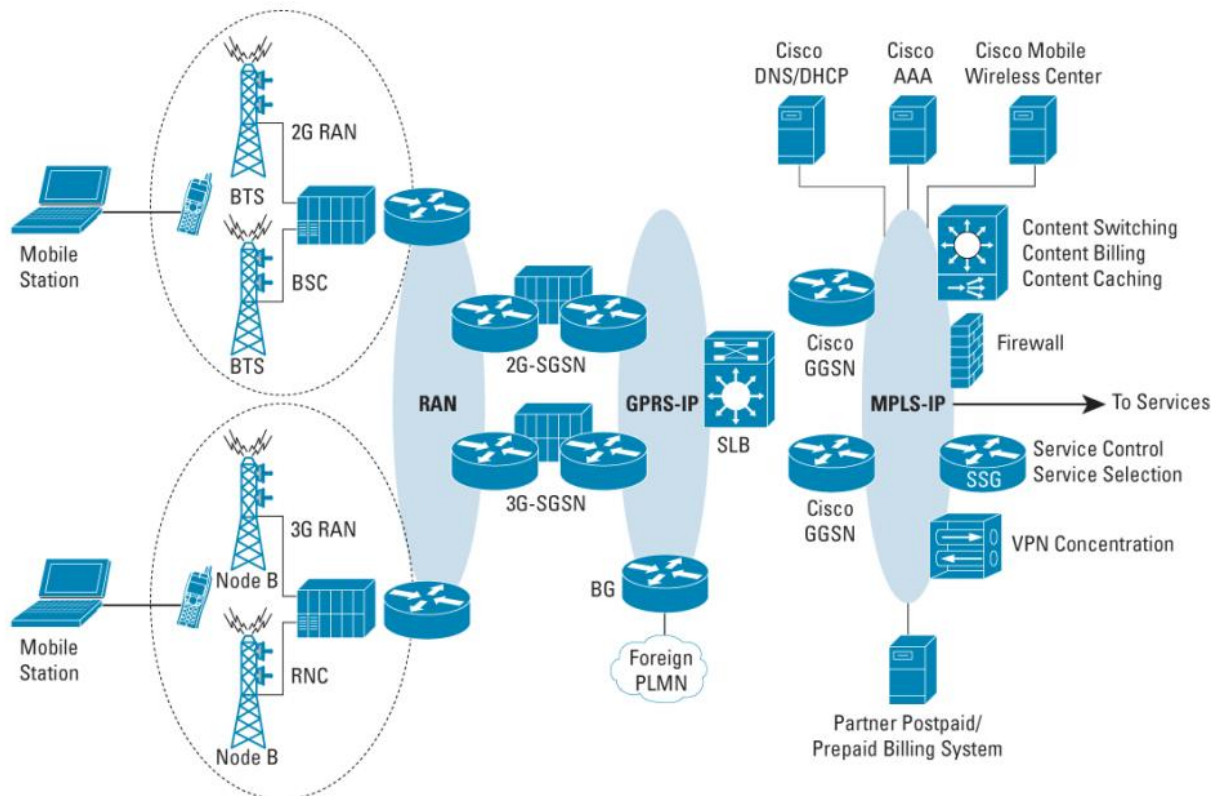 Cisco
DNS/DHCP
Cisco
AAA
Cisco Mobile
Wireless Center
2G RAN
BTS
Mobile
Station
BSC
BTS
Content Switching
Content Billing
Content Caching
2G-SGSN
Cisco
GGSN
Firewall
RAN
GPRS-IP
SLB
MPLS-IP
To Services
3G-SGSN
Cisco
GGSN
SSG
Service Control
Service Selection
3G RAN
Node B
Mobile
Station
RNC
Node B
BG
Foreign
PLMN
VPN Concentration
Partner Postpaid/
Prepaid Billing System